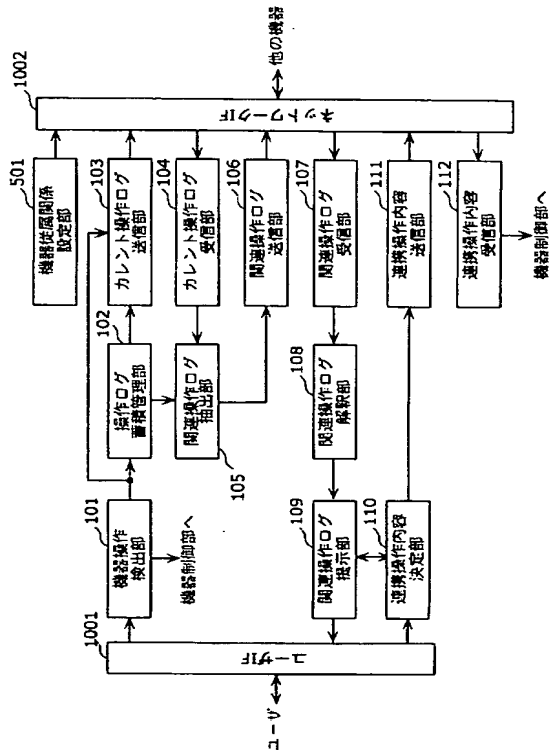 1001
ユーザIF
ユーザ
101
機器操作
検出部
機器制御部へ
102
操作ログ
蓄積管理部
105
関連操作ログ
抽出部
109
関連操作ログ
提示部
110
連携操作内容
決定部
108
関連操作ログ
解釈部
501
機器従属関係
設定部
103
カレント操作ログ
送信部
104
カレント操作ログ
受信部
106
関連操作ログ
送信部
107
関連操作ログ
受信部
111
連携操作内容
送信部
112
連携操作内容
受信部
機器制御部へ
1002
ネットワークIF
他の機器